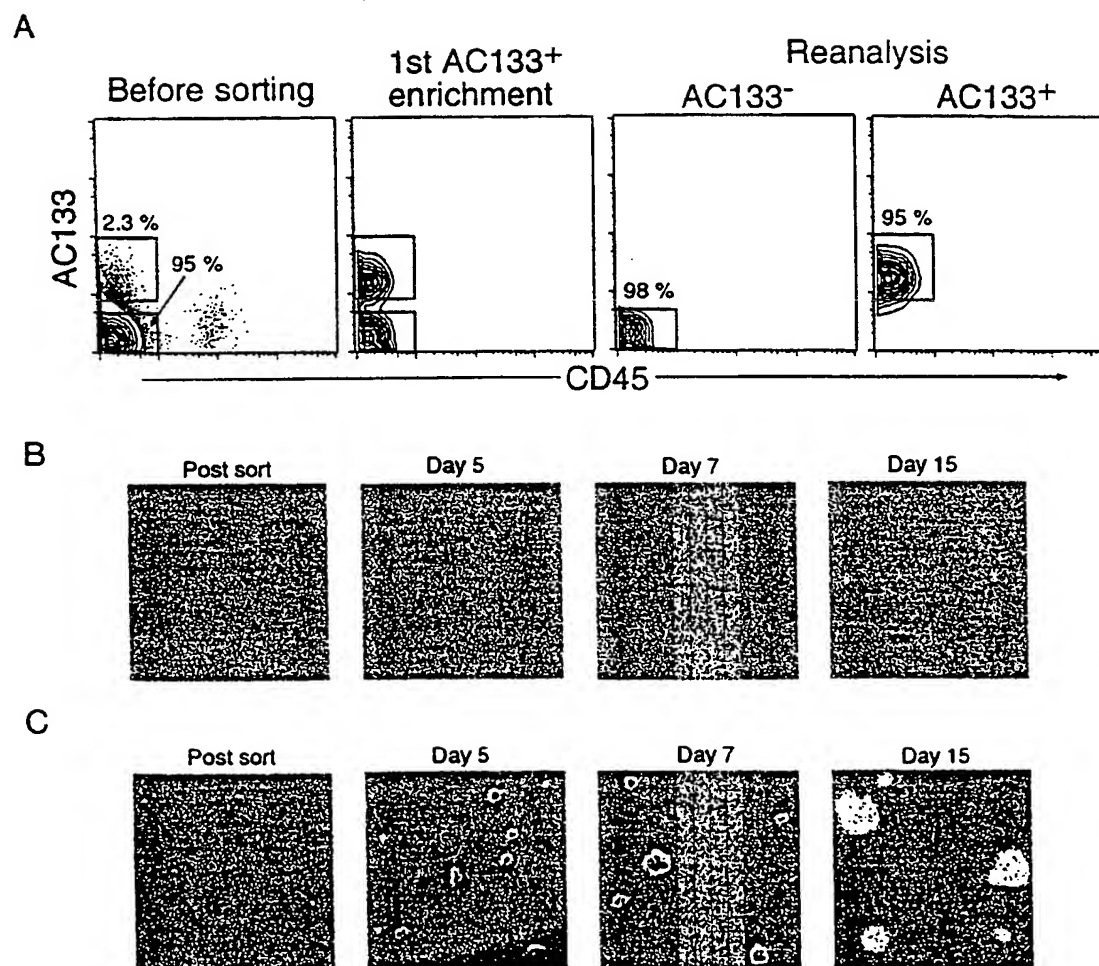 A
Before sorting
1st AC133+
enrichment
Reanalysis
AC133-
AC133+
AC133
2.3 %
95 %
98 %
95 %
CD45
B
Post sort
Day 5
Day 7
Day 15
C
Post sort
Day 5
Day 7
Day 15